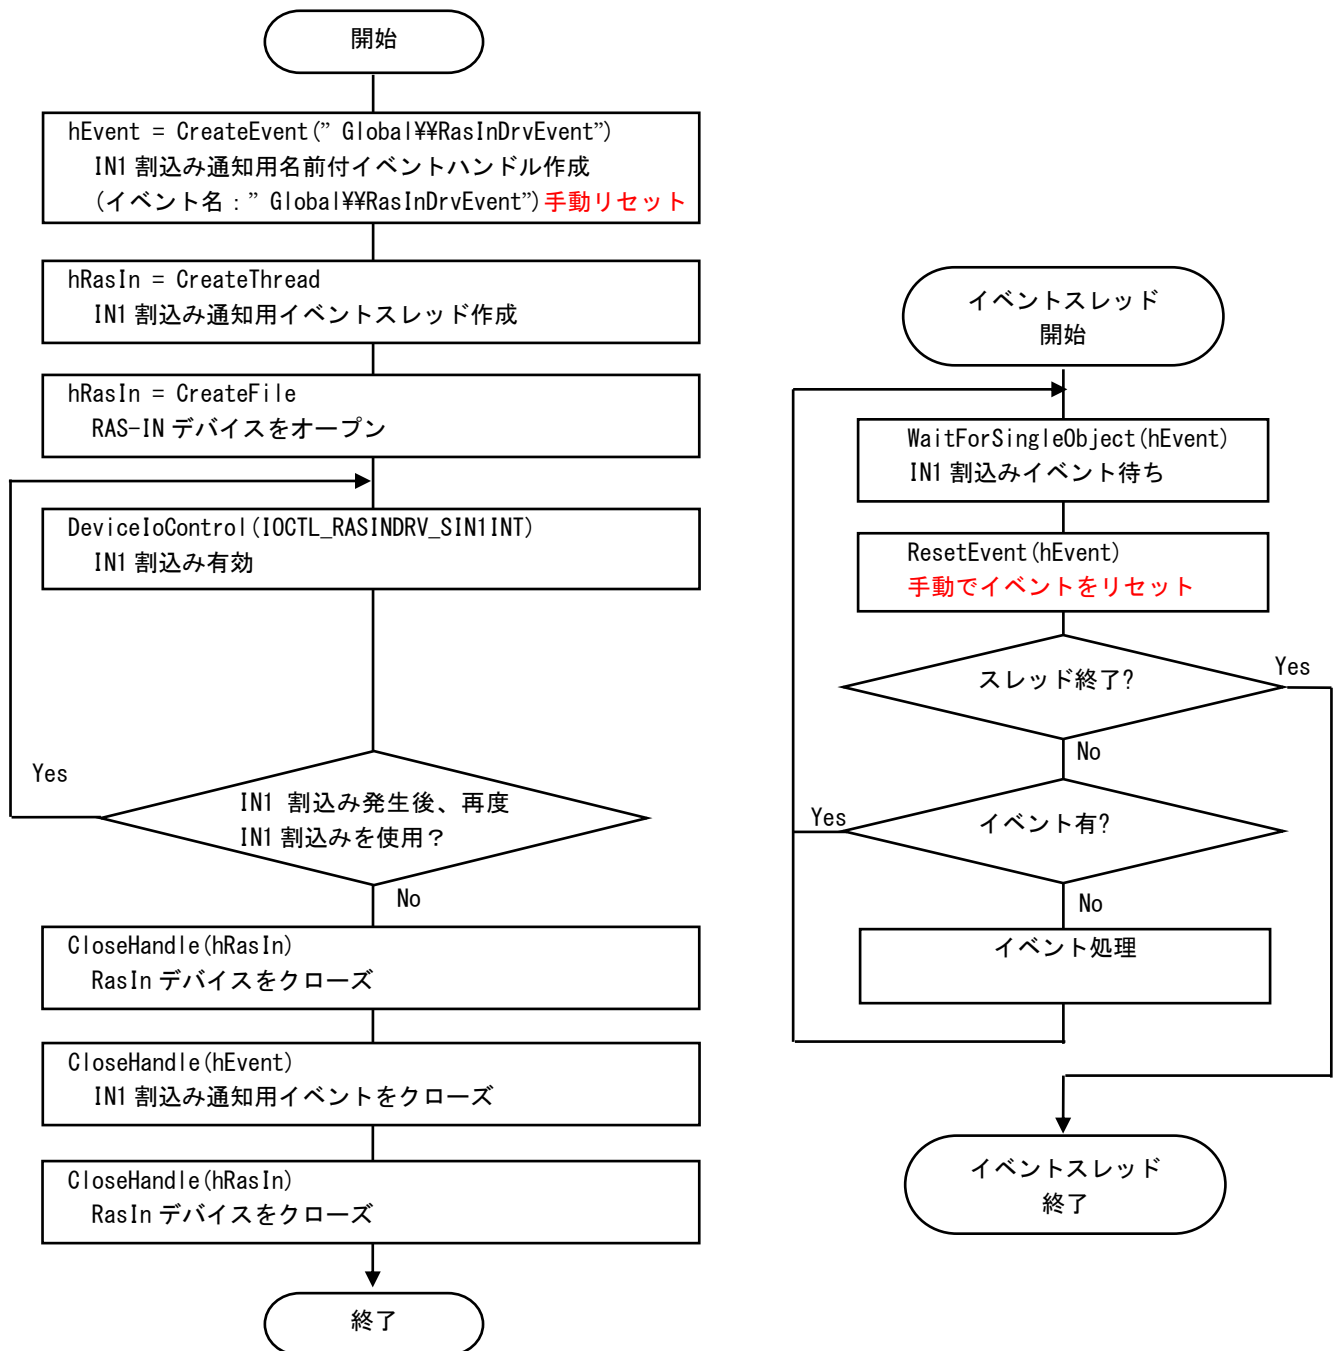 開始
hEvent = CreateEvent(” Global¥¥RasInDrvEvent”)
IN1 割込み通知用名前付イベントハンドル作成
(イベント名：” Global¥¥RasInDrvEvent”)手動リセット
hRasIn = CreateThread
IN1 割込み通知用イベントスレッド作成
hRasIn = CreateFile
RAS-IN デバイスをオープン
DeviceIoControl(IOCTL_RASINDRV_SIN1INT)
IN1 割込み有効
Yes
IN1 割込み発生後、再度
IN1 割込みを使用？
No
CloseHandle(hRasIn)
RasIn デバイスをクローズ
CloseHandle(hEvent)
IN1 割込み通知用イベントをクローズ
CloseHandle(hRasIn)
RasIn デバイスをクローズ
終了
イベントスレッド
開始
WaitForSingleObject(hEvent)
IN1 割込みイベント待ち
ResetEvent(hEvent)
手動でイベントをリセット
スレッド終了?
Yes
No
イベント有?
Yes
No
イベント処理
イベントスレッド
終了